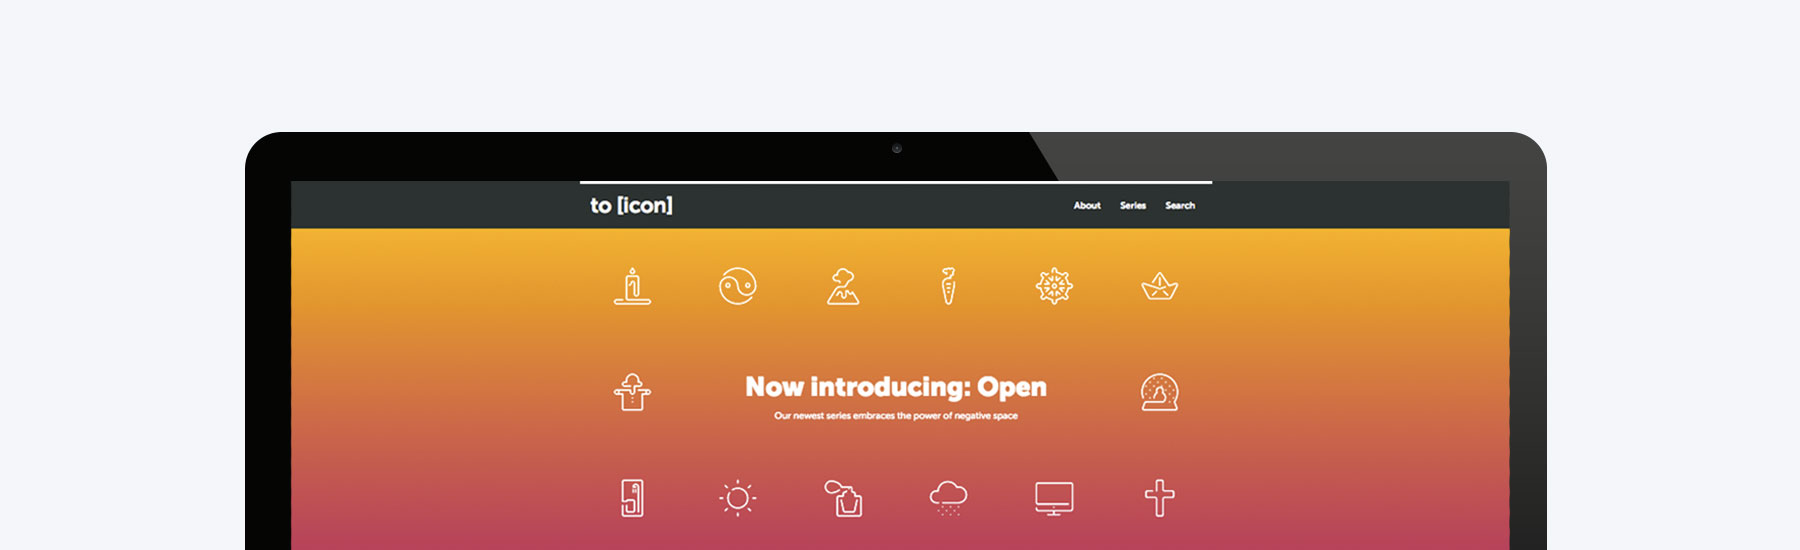 to [icon]
About Series Search
Now introducing: Open
Our newest series embraces the power of negative space